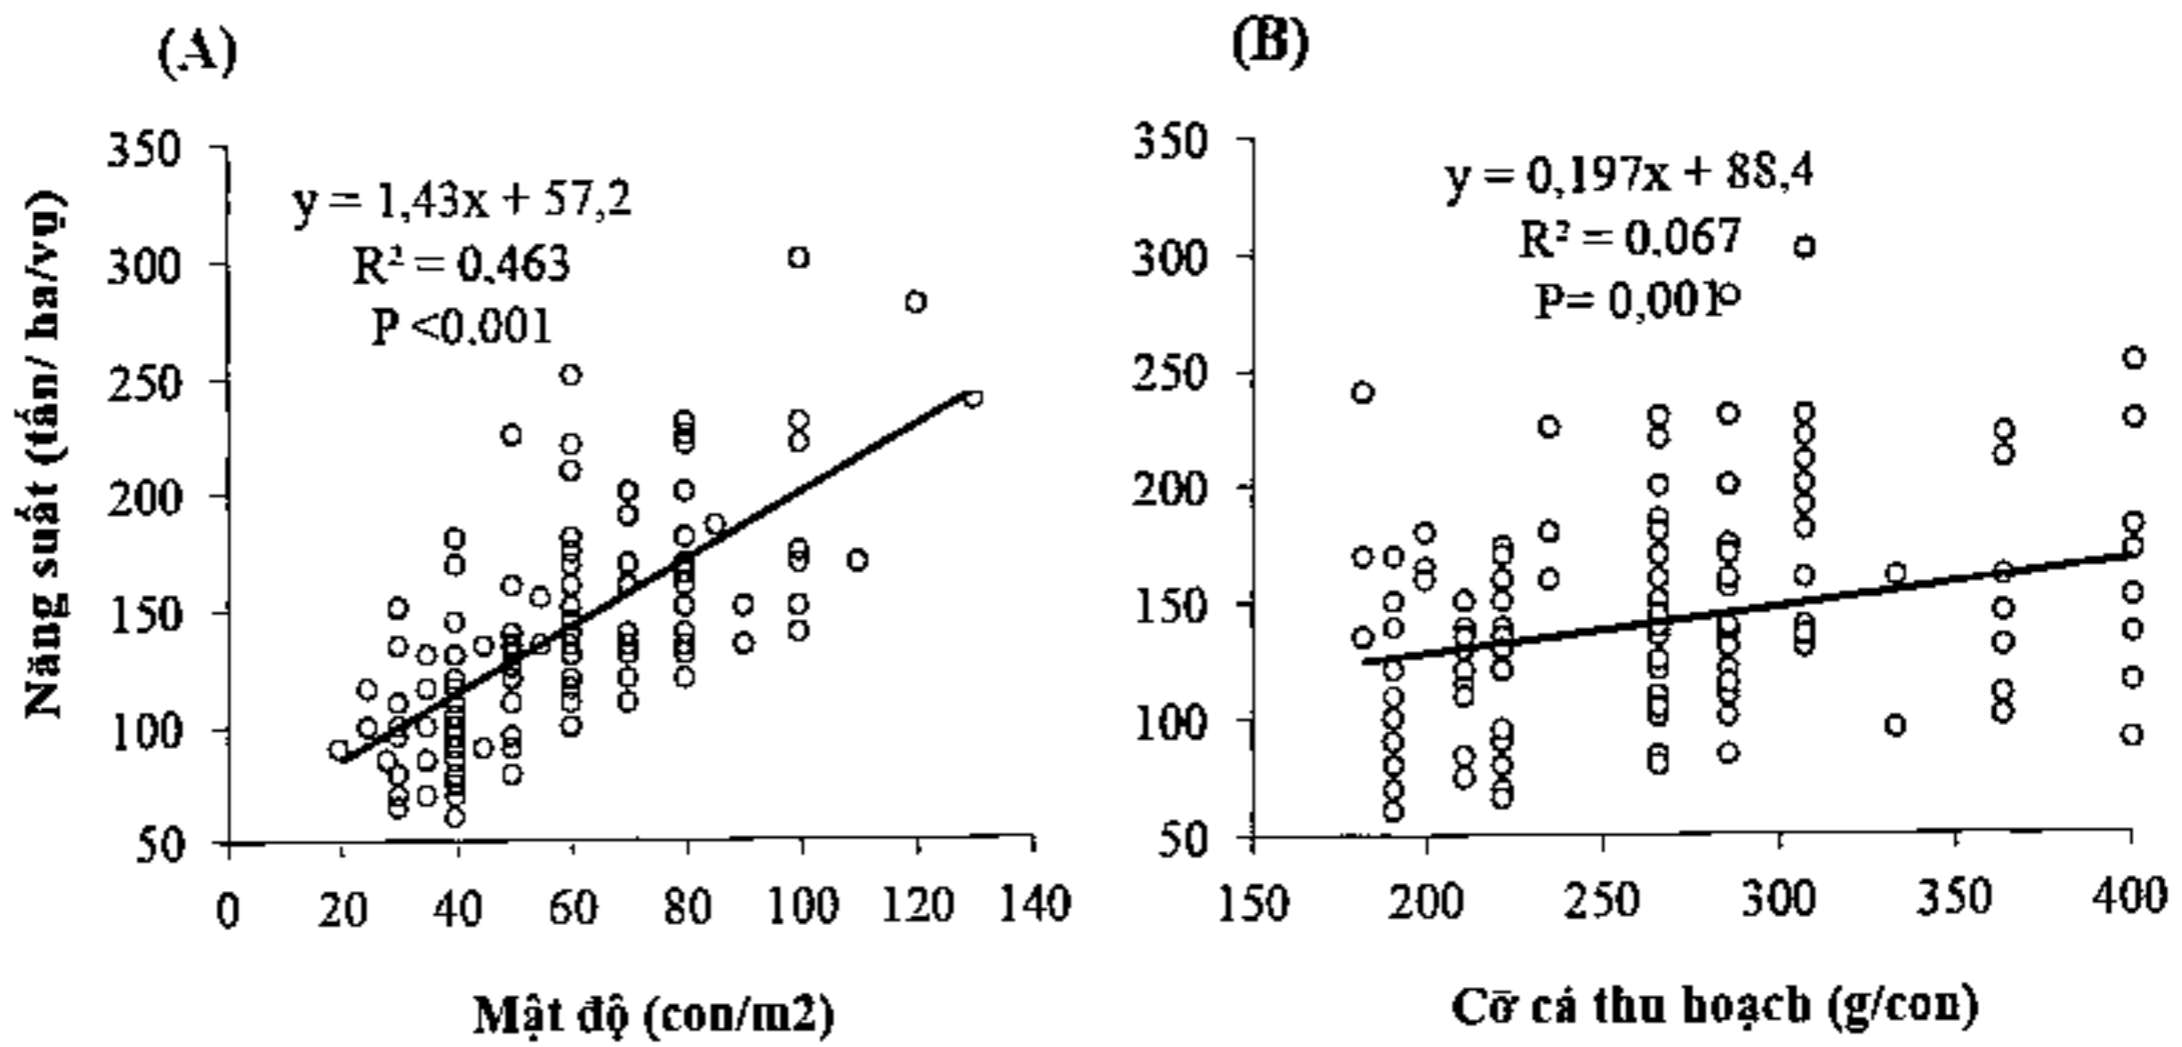 (A)
350
300
250
200
150
100
50
0 20 40 60 80 100 120 140
y = 1,43x + 57,2
R² = 0.463
P <0.001
Năng suất (tấn/ ha/vụ)
Mật độ (con/m2)
(B)
350
300
250
200
150
100
50
150 200 250 300 350 400
y = 0,197x + 88,4
R² = 0.067
P= 0,001
Cỡ cá thu hoạch (g/con)